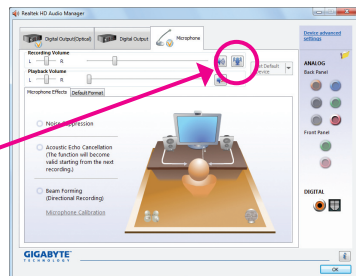 Realtek HD Audio Manager
Digital Output(Optical)
Digital Output
Microphone
Device advanced
settings
Recording Volume
L R
Set Default
Device
Playback Volume
L R
ANALOG
Back Panel
Microphone Effects
Default Format
Noise Suppression
Acoustic Echo Cancellation
(The function will become
valid starting from the next
recording.)
Beam Forming
(Directional Recording)
Microphone Calibration
Front Panel
DIGITAL
GIGABYTE
TECHNOLOGY
OK